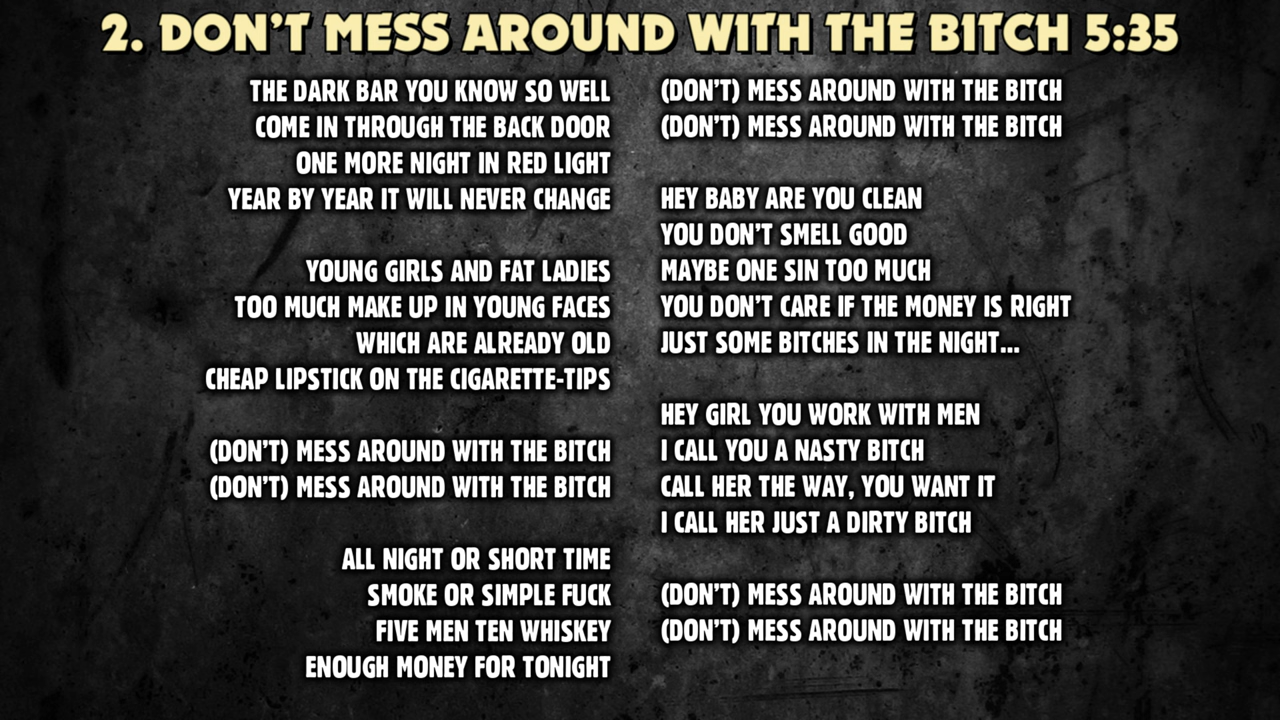 2. DON'T MESS AROUND WITH THE BITCH 5:35
THE DARK BAR YOU KNOW SO WELL
COME IN THROUGH THE BACK DOOR
ONE MORE NIGHT IN RED LIGHT
YEAR BY YEAR IT WILL NEVER CHANGE
YOUNG GIRLS AND FAT LADIES
TOO MUCH MAKE UP IN YOUNG FACES
WHICH ARE ALREADY OLD
CHEAP LIPSTICK ON THE CIGARETTE-TIPS
(DON'T) MESS AROUND WITH THE BITCH
(DON'T) MESS AROUND WITH THE BITCH
ALL NIGHT OR SHORT TIME
SMOKE OR SIMPLE FUCK
FIVE MEN TEN WHISKEY
ENOUGH MONEY FOR TONIGHT
(DON'T) MESS AROUND WITH THE BITCH
(DON'T) MESS AROUND WITH THE BITCH
HEY BABY ARE YOU CLEAN
YOU DON'T SMELL GOOD
MAYBE ONE SIN TOO MUCH
YOU DON'T CARE IF THE MONEY IS RIGHT
JUST SOME BITCHES IN THE NIGHT...
HEY GIRL YOU WORK WITH MEN
I CALL YOU A NASTY BITCH
CALL HER THE WAY, YOU WANT IT
I CALL HER JUST A DIRTY BITCH
(DON'T) MESS AROUND WITH THE BITCH
(DON'T) MESS AROUND WITH THE BITCH